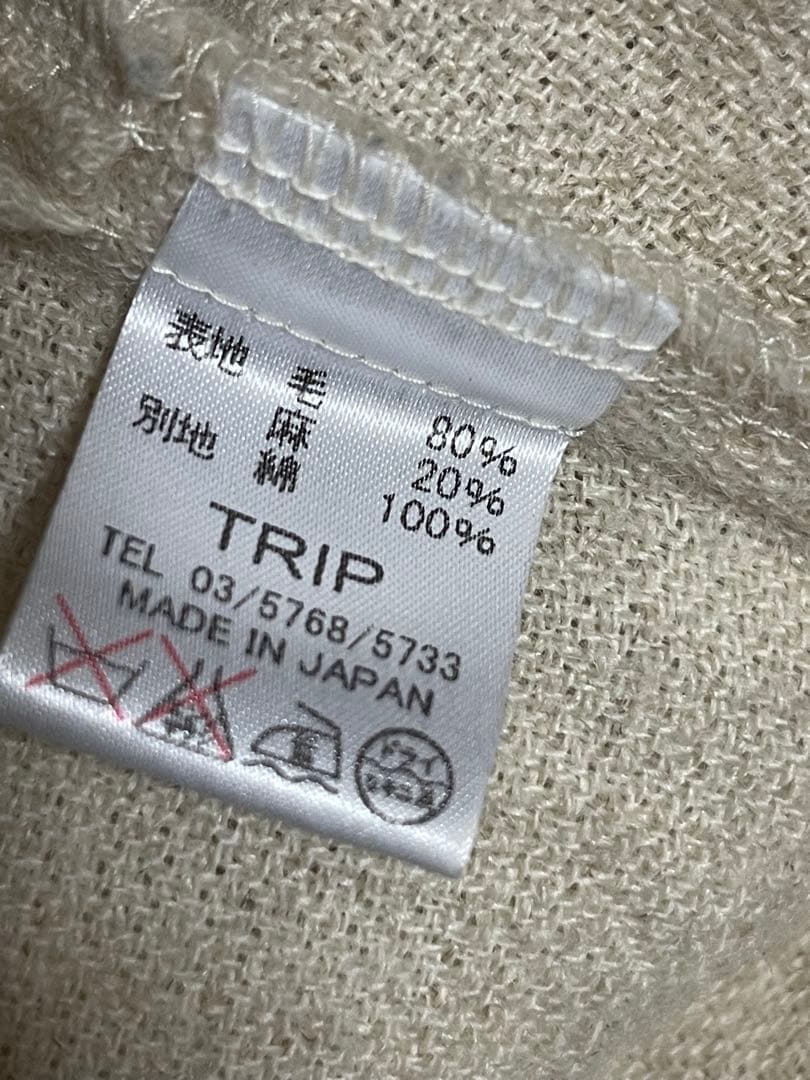 表地 毛 80%
麻 20%
別地 綿 100%
TRIP
TEL 03/5768/5733
MADE IN JAPAN
ドライ